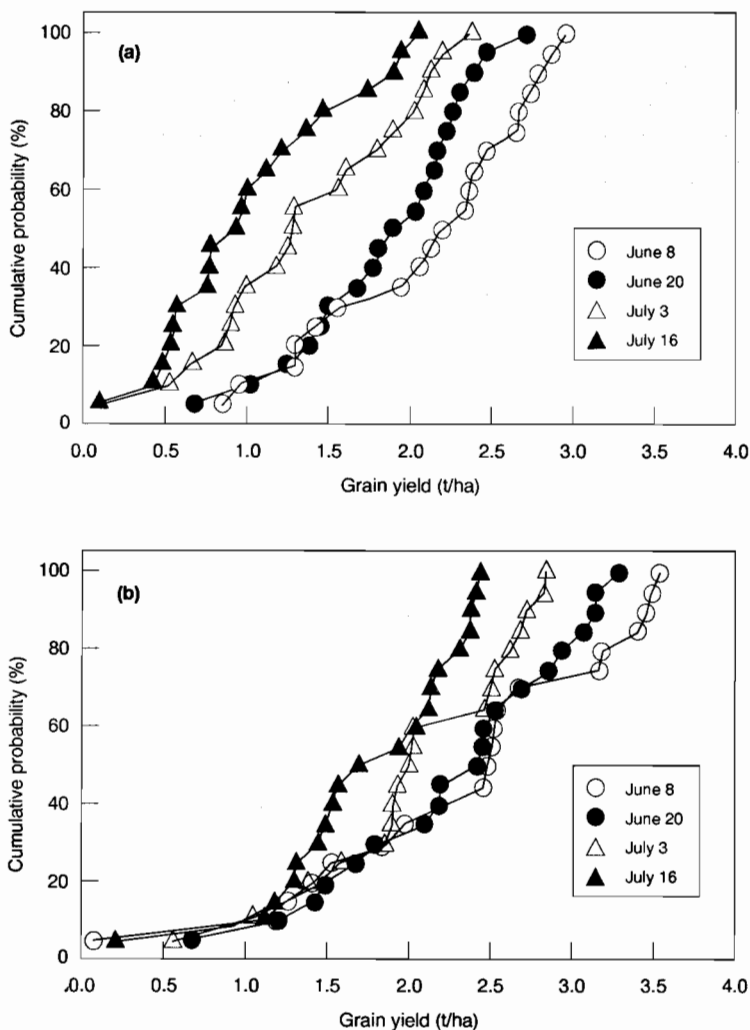 (a)
Cumulative probability (%)
100
80
60
40
20
0
June 8
June 20
July 3
July 16
0.0 0.5 1.0 1.5 2.0 2.5 3.0 3.5 4.0
Grain yield (t/ha)
(b)
Cumulative probability (%)
100
80
60
40
20
0
June 8
June 20
July 3
July 16
.0.0 0.5 1.0 1.5 2.0 2.5 3.0 3.5 4.0
Grain yield (t/ha)